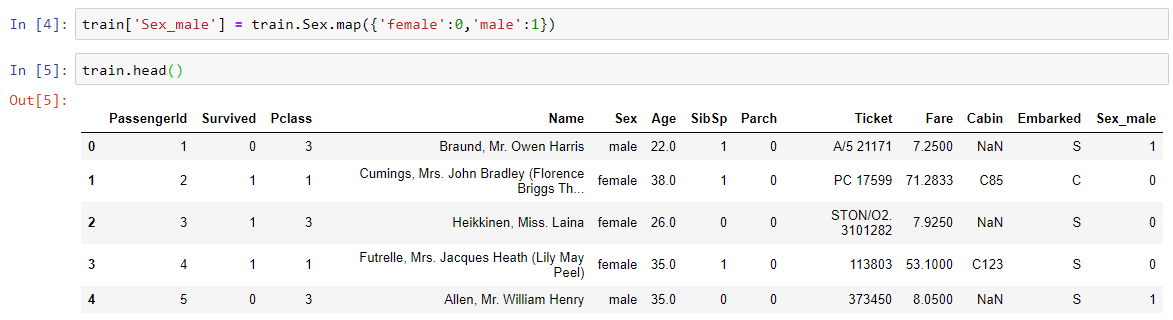 In [4]: train['Sex_male'] = train.Sex.map({'female':0,'male':1})
In [5]: train.head()
Out[5]:
PassengerId Survived Pclass Name Sex Age SibSp Parch Ticket Fare Cabin Embarked Sex_male
0 1 0 3 Braund, Mr. Owen Harris male 22.0 1 0 A/5 21171 7.2500 NaN S 1
1 2 1 1 Cumings, Mrs. John Bradley (Florence Briggs Th... female 38.0 1 0 PC 17599 71.2833 C85 C 0
2 3 1 3 Heikkinen, Miss. Laina female 26.0 0 0 STON/O2. 3101282 7.9250 NaN S 0
3 4 1 1 Futrelle, Mrs. Jacques Heath (Lily May Peel) female 35.0 1 0 113803 53.1000 C123 S 0
4 5 0 3 Allen, Mr. William Henry male 35.0 0 0 373450 8.0500 NaN S 1